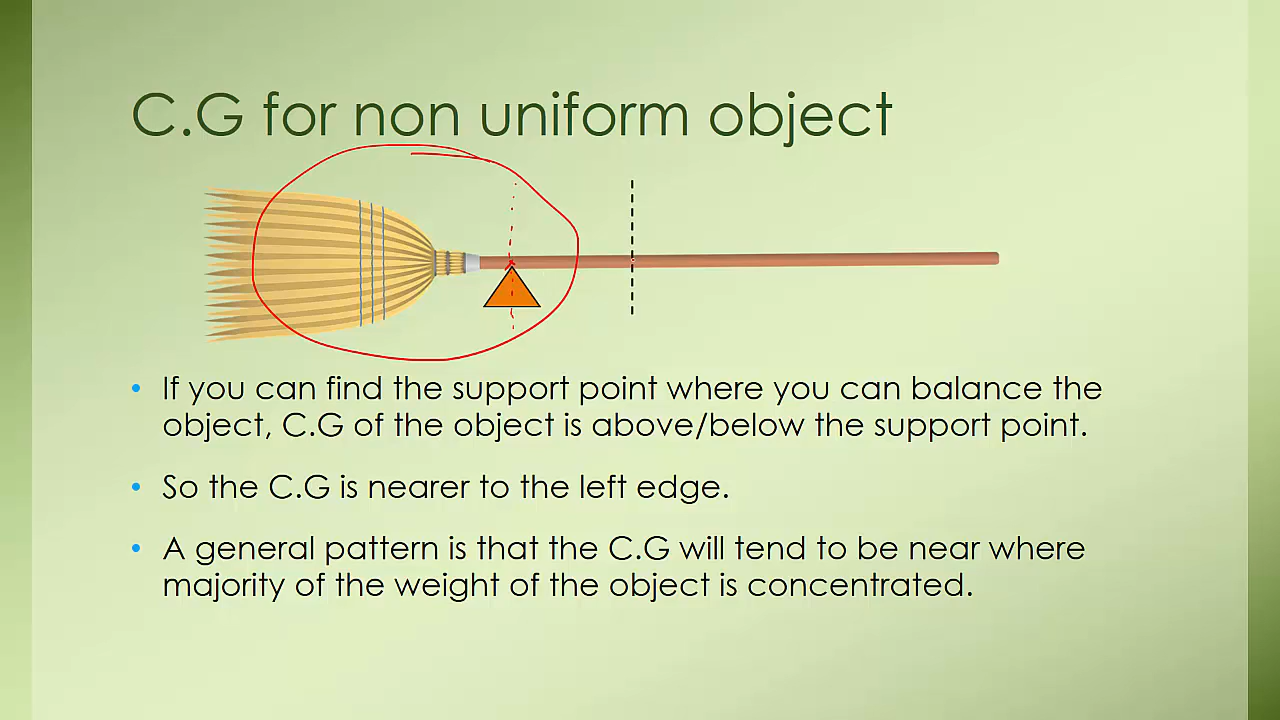 C.G for non uniform object
• If you can find the support point where you can balance the
object, C.G of the object is above/below the support point.
• So the C.G is nearer to the left edge.
• A general pattern is that the C.G will tend to be near where
majority of the weight of the object is concentrated.